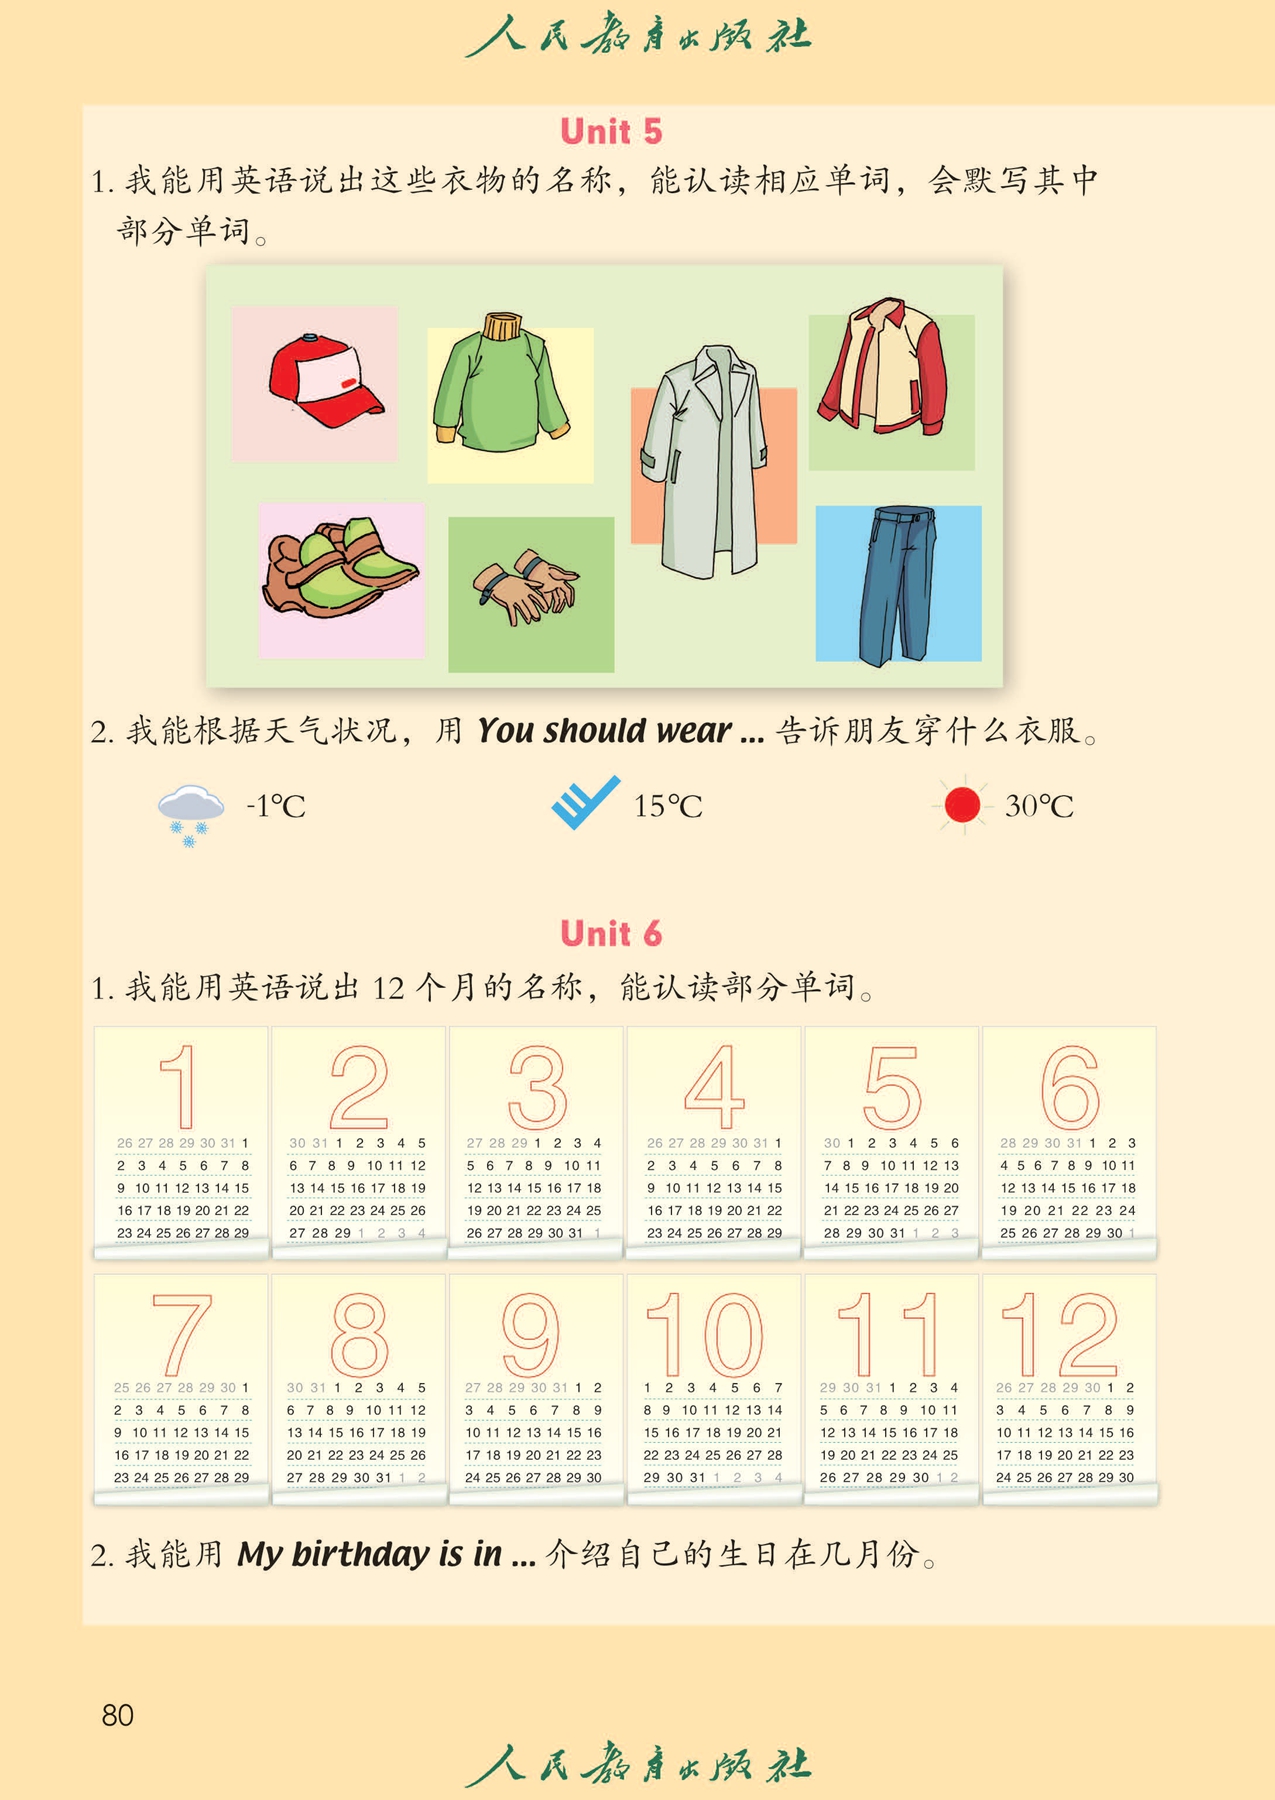 人民教育出版社
Unit 5
1. 我能用英语说出这些衣物的名称，能认读相应单词，会默写其中
部分单词。
2. 我能根据天气状况，用 You should wear ... 告诉朋友穿什么衣服。
-1℃ 15℃ 30℃
Unit 6
1. 我能用英语说出 12 个月的名称，能认读部分单词。
1 2 3 4 5 6
26 27 28 29 30 31 1 30 31 1 2 3 4 5 27 28 29 1 2 3 4 26 27 28 29 30 31 1 30 1 2 3 4 5 6 28 29 30 31 1 2 3
2 3 4 5 6 7 8 6 7 8 9 10 11 12 5 6 7 8 9 10 11 2 3 4 5 6 7 8 7 8 9 10 11 12 13 4 5 6 7 8 9 10 11
9 10 11 12 13 14 15 13 14 15 16 17 18 19 12 13 14 15 16 17 18 9 10 11 12 13 14 15 14 15 16 17 18 19 20 12 13 14 15 16 17 18
16 17 18 19 20 21 22 20 21 22 23 24 25 26 19 20 21 22 23 24 25 16 17 18 19 20 21 22 21 22 23 24 25 26 27 19 20 21 22 23 24
23 24 25 26 27 28 29 27 28 29 1 2 3 4 26 27 28 29 30 31 1 23 24 25 26 27 28 29 28 29 30 31 1 2 3 25 26 27 28 29 30 1
7 8 9 10 11 12
25 26 27 28 29 30 1 30 31 1 2 3 4 5 27 28 29 30 31 1 2 1 2 3 4 5 6 7 29 30 31 1 2 3 4 26 27 28 29 30 1 2
2 3 4 5 6 7 8 6 7 8 9 10 11 12 3 4 5 6 7 8 9 8 9 10 11 12 13 14 5 6 7 8 9 10 11 3 4 5 6 7 8 9
9 10 11 12 13 14 15 13 14 15 16 17 18 19 10 11 12 13 14 15 16 15 16 17 18 19 20 21 12 13 14 15 16 17 18 10 11 12 13 14 15 16
16 17 18 19 20 21 22 20 21 22 23 24 25 26 17 18 19 20 21 22 23 22 23 24 25 26 27 28 19 20 21 22 23 24 25 17 18 19 20 21 22 23
23 24 25 26 27 28 29 27 28 29 30 31 1 2 24 25 26 27 28 29 30 29 30 31 1 2 3 4 26 27 28 29 30 1 2 24 25 26 27 28 29 30
2. 我能用 My birthday is in ... 介绍自己的生日在几月份。
80
人民教育出版社